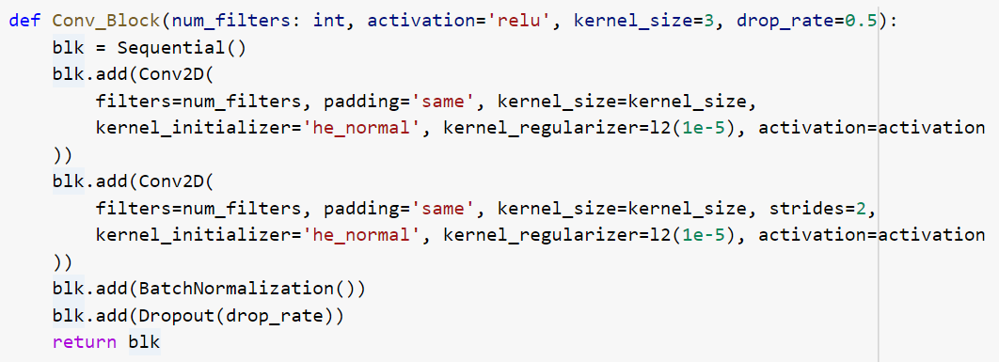 def Conv_Block(num_filters: int, activation='relu', kernel_size=3, drop_rate=0.5):
    blk = Sequential()
    blk.add(Conv2D(
        filters=num_filters, padding='same', kernel_size=kernel_size,
        kernel_initializer='he_normal', kernel_regularizer=l2(1e-5), activation=activation
    ))
    blk.add(Conv2D(
        filters=num_filters, padding='same', kernel_size=kernel_size, strides=2,
        kernel_initializer='he_normal', kernel_regularizer=l2(1e-5), activation=activation
    ))
    blk.add(BatchNormalization())
    blk.add(Dropout(drop_rate))
    return blk